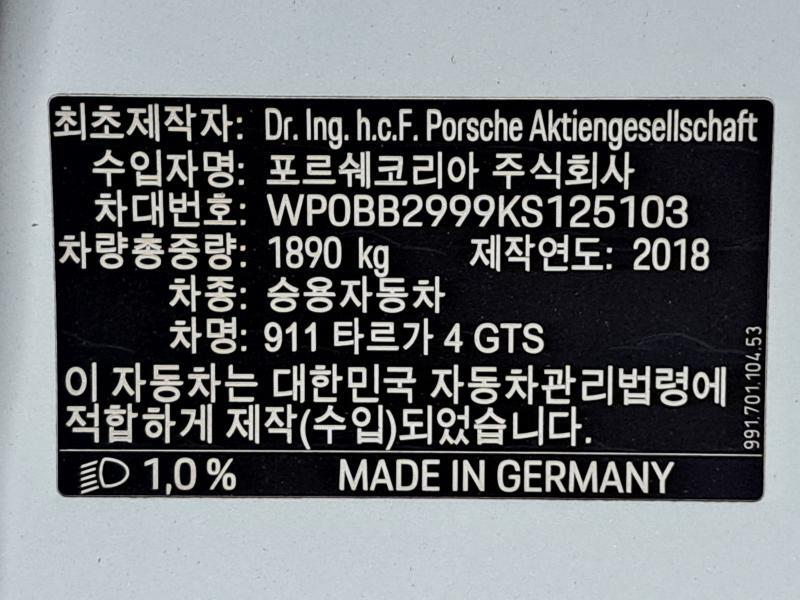 최초제작자: Dr. Ing. h.c.F. Porsche Aktiengesellschaft
수입자명: 포르쉐코리아 주식회사
차대번호: WP0BB2999KS125103
차량총중량: 1890 kg 제작연도: 2018
차종: 승용자동차
차명: 911 타르가 4 GTS
이 자동차는 대한민국 자동차관리법령에
적합하게 제작(수입)되었습니다.
1,0 % MADE IN GERMANY
991.701.104.53